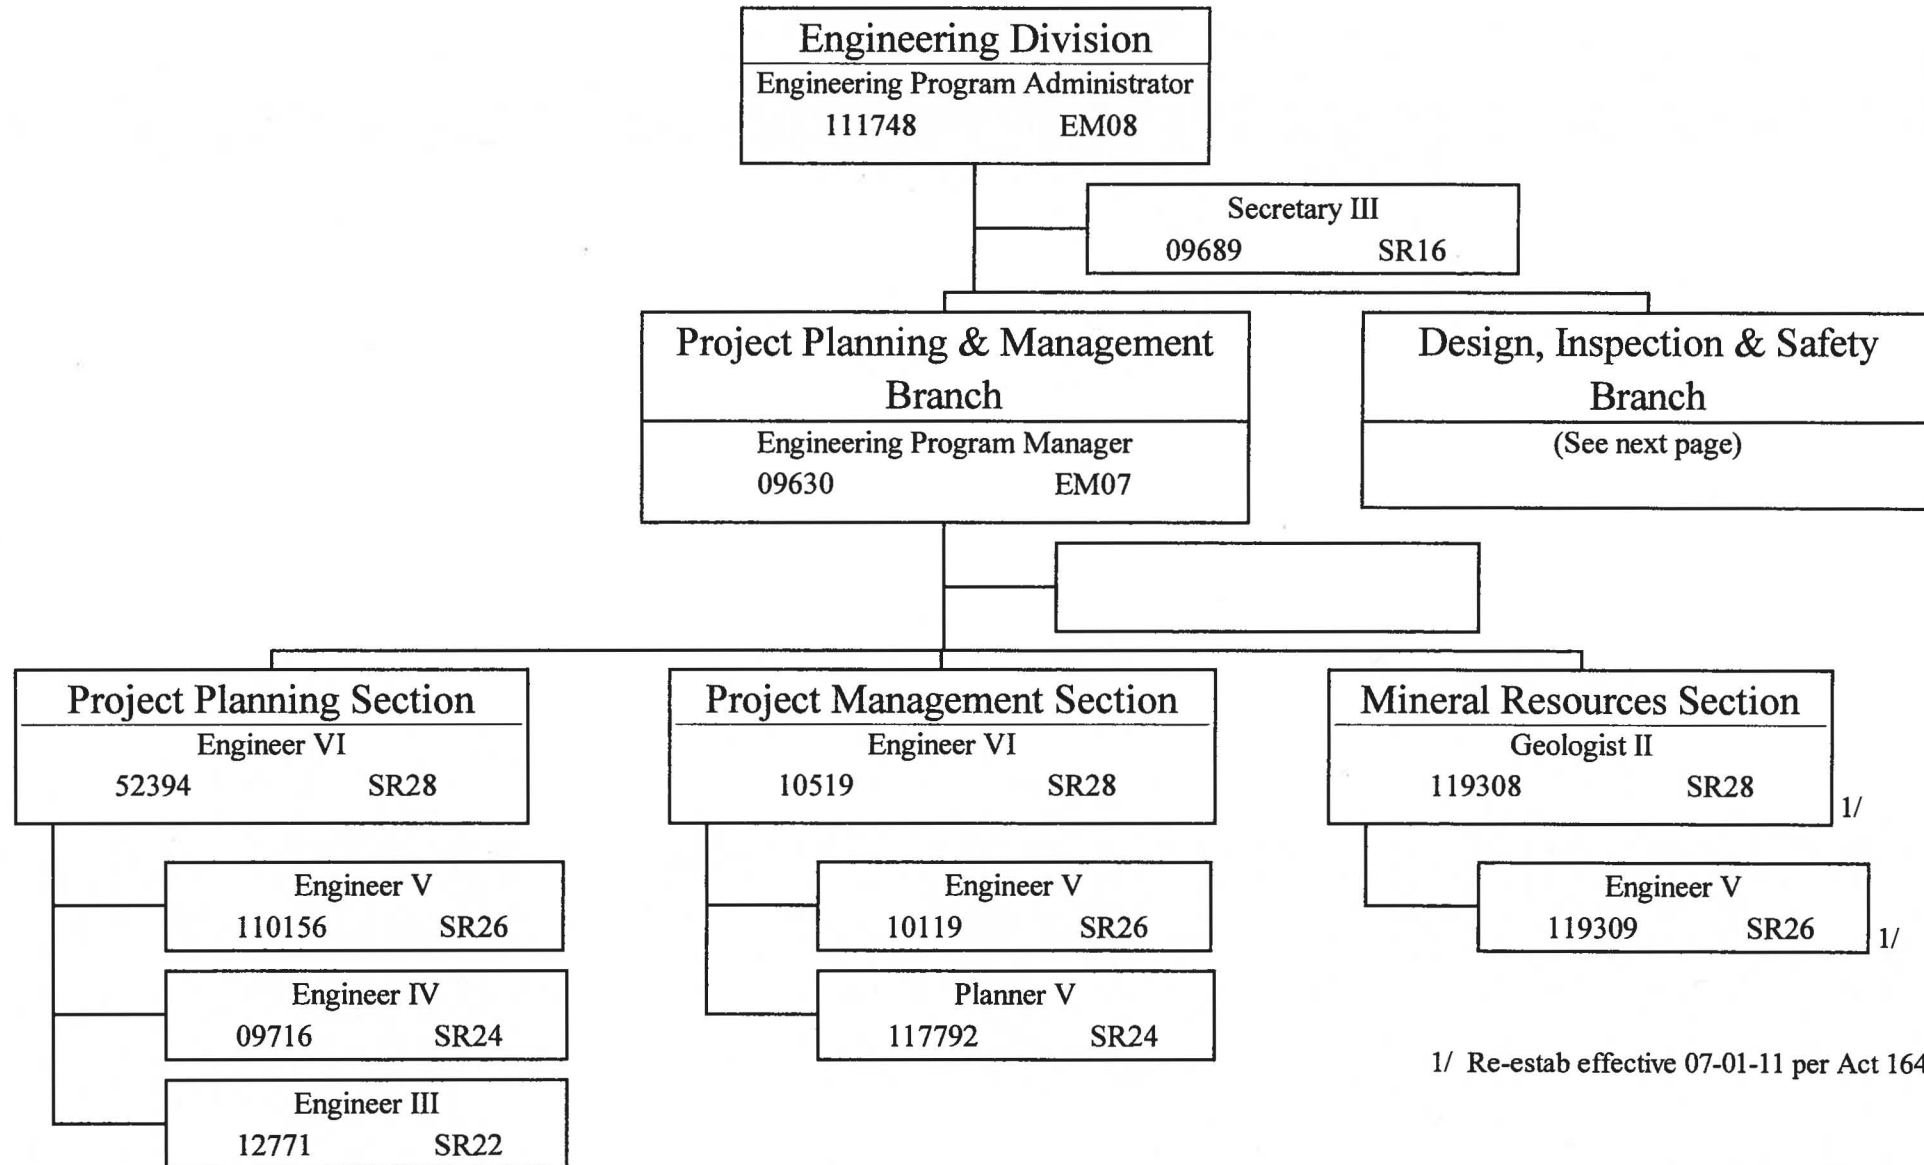 Engineering Division
Engineering Program Administrator
111748 EM08
Secretary III
09689 SR16
Project Planning & Management
Branch
Engineering Program Manager
09630 EM07
Design, Inspection & Safety
Branch
(See next page)
Project Planning Section
Engineer VI
52394 SR28
Engineer V
110156 SR26
Engineer IV
09716 SR24
Engineer III
12771 SR22
Project Management Section
Engineer VI
10519 SR28
Engineer V
10119 SR26
Planner V
117792 SR24
Mineral Resources Section
Geologist II
119308 SR28
1/
Engineer V
119309 SR26
1/
1/ Re-estab effective 07-01-11 per Act 164